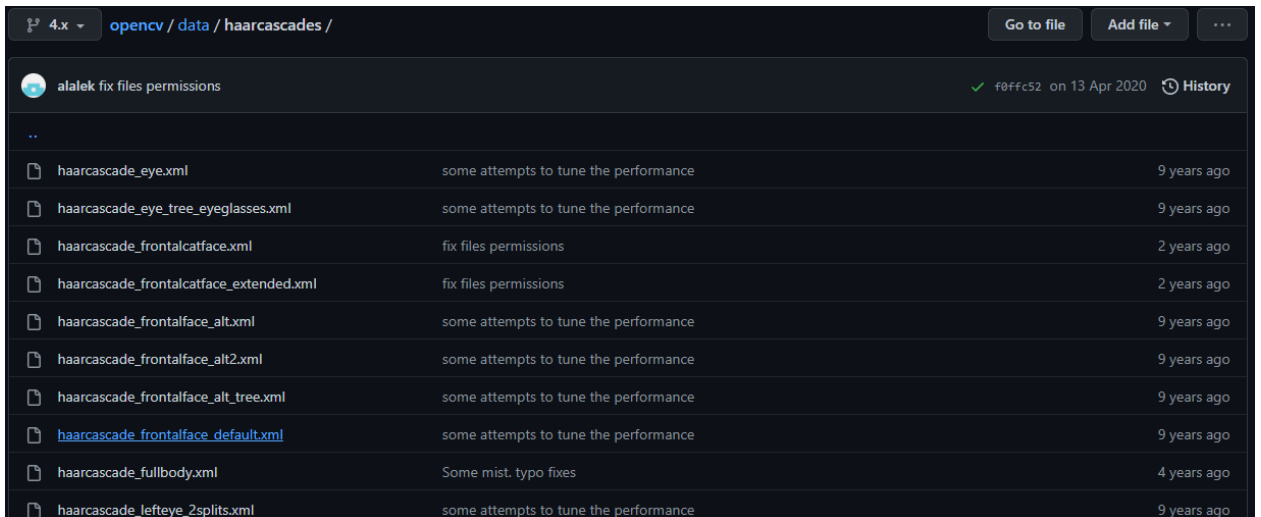 4.x opencv / data / haarcascades / Go to file Add file ...
alalek fix files permissions f0ffc52 on 13 Apr 2020 History
..
haarcascade_eye.xml some attempts to tune the performance 9 years ago
haarcascade_eye_tree_eyeglasses.xml some attempts to tune the performance 9 years ago
haarcascade_frontalcatface.xml fix files permissions 2 years ago
haarcascade_frontalcatface_extended.xml fix files permissions 2 years ago
haarcascade_frontalface_alt.xml some attempts to tune the performance 9 years ago
haarcascade_frontalface_alt2.xml some attempts to tune the performance 9 years ago
haarcascade_frontalface_alt_tree.xml some attempts to tune the performance 9 years ago
haarcascade_frontalface_default.xml some attempts to tune the performance 9 years ago
haarcascade_fullbody.xml Some mist. typo fixes 4 years ago
haarcascade_lefteye_2splits.xml some attempts to tune the performance 9 years ago